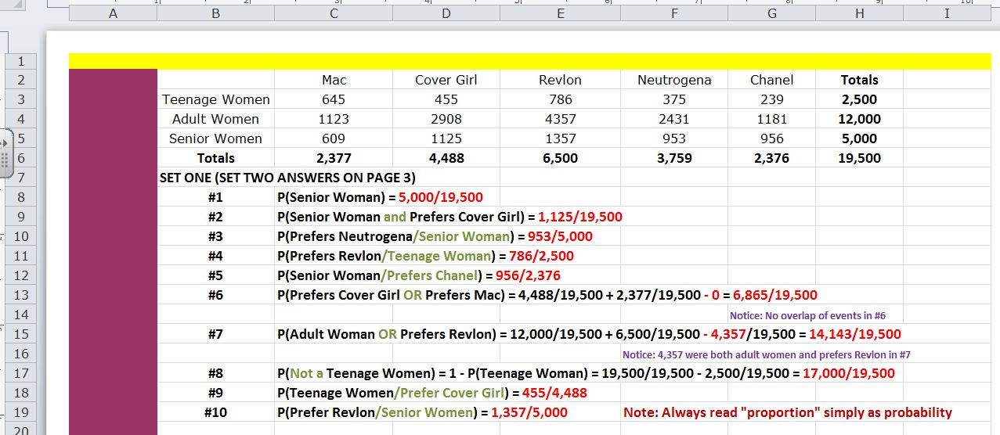 A B C D E F G H I
1
2 Mac Cover Girl Revlon Neutrogena Chanel Totals
3 Teenage Women 645 455 786 375 239 2,500
4 Adult Women 1123 2908 4357 2431 1181 12,000
5 Senior Women 609 1125 1357 953 956 5,000
6 Totals 2,377 4,488 6,500 3,759 2,376 19,500
7 SET ONE (SET TWO ANSWERS ON PAGE 3)
8 #1 P(Senior Woman) = 5,000/19,500
9 #2 P(Senior Woman and Prefers Cover Girl) = 1,125/19,500
10 #3 P(Prefers Neutrogena/Senior Woman) = 953/5,000
11 #4 P(Prefers Revlon/Teenage Woman) = 786/2,500
12 #5 P(Senior Woman/Prefers Chanel) = 956/2,376
13 #6 P(Prefers Cover Girl OR Prefers Mac) = 4,488/19,500 + 2,377/19,500 - 0 = 6,865/19,500
14 Notice: No overlap of events in #6
15 #7 P(Adult Woman OR Prefers Revlon) = 12,000/19,500 + 6,500/19,500 - 4,357/19,500 = 14,143/19,500
16 Notice: 4,357 were both adult women and prefers Revlon in #7
17 #8 P(Not a Teenage Women) = 1 - P(Teenage Woman) = 19,500/19,500 - 2,500/19,500 = 17,000/19,500
18 #9 P(Teenage Women/Prefer Cover Girl) = 455/4,488
19 #10 P(Prefer Revlon/Senior Women) = 1,357/5,000 Note: Always read "proportion" simply as probability
20